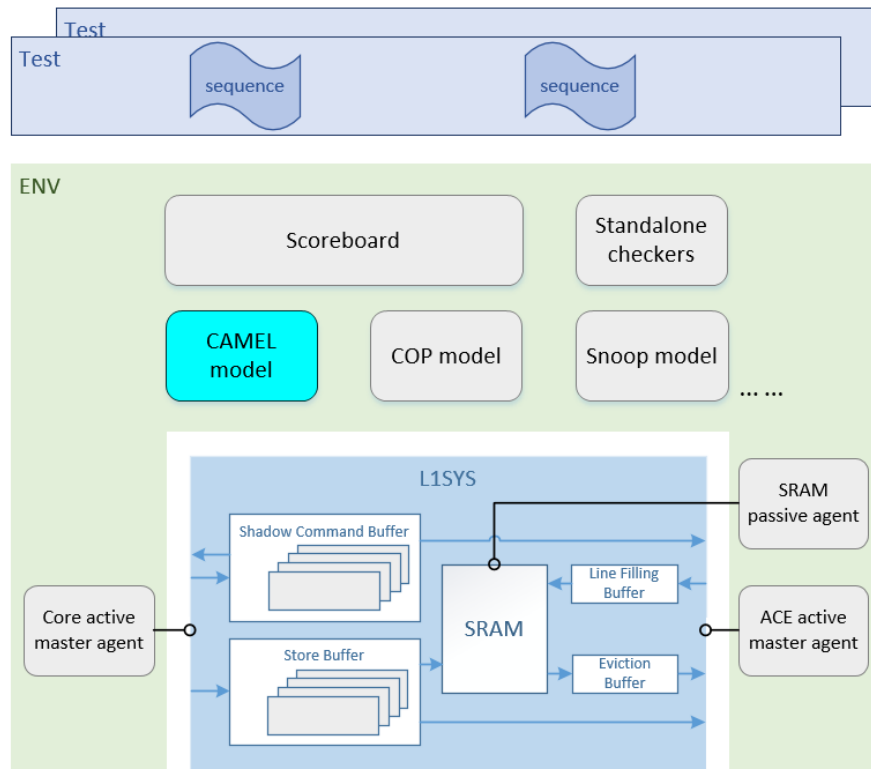 Test
Test
sequence
sequence
ENV
Scoreboard
Standalone
checkers
CAMEL
model
COP model
Snoop model
... ...
L1SYS
SRAM
passive agent
Shadow Command Buffer
Line Filling
Buffer
SRAM
Core active
master agent
ACE active
master agent
Store Buffer
Eviction
Buffer